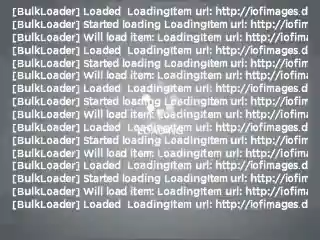 [BulkLoader] Loaded LoadingItem url: http://iofimages.d
[BulkLoader] Started loading LoadingItem url: http://iofim
[BulkLoader] Will load item: LoadingItem url: http://iofima
[BulkLoader] Loaded LoadingItem url: http://iofimages.d
[BulkLoader] Started loading LoadingItem url: http://iofim
[BulkLoader] Will load item: LoadingItem url: http://iofima
[BulkLoader] Loaded LoadingItem url: http://iofimages.d
[BulkLoader] Started loading LoadingItem url: http://iofim
[BulkLoader] Will load item: LoadingItem url: http://iofima
[BulkLoader] Loaded LoadingItem url: http://iofimages.d
LOADING
[BulkLoader] Started loading LoadingItem url: http://iofim
[BulkLoader] Will load item: LoadingItem url: http://iofima
[BulkLoader] Loaded LoadingItem url: http://iofimages.d
[BulkLoader] Started loading LoadingItem url: http://iofim
[BulkLoader] Will load item: LoadingItem url: http://iofima
[BulkLoader] Loaded LoadingItem url: http://iofimages.d